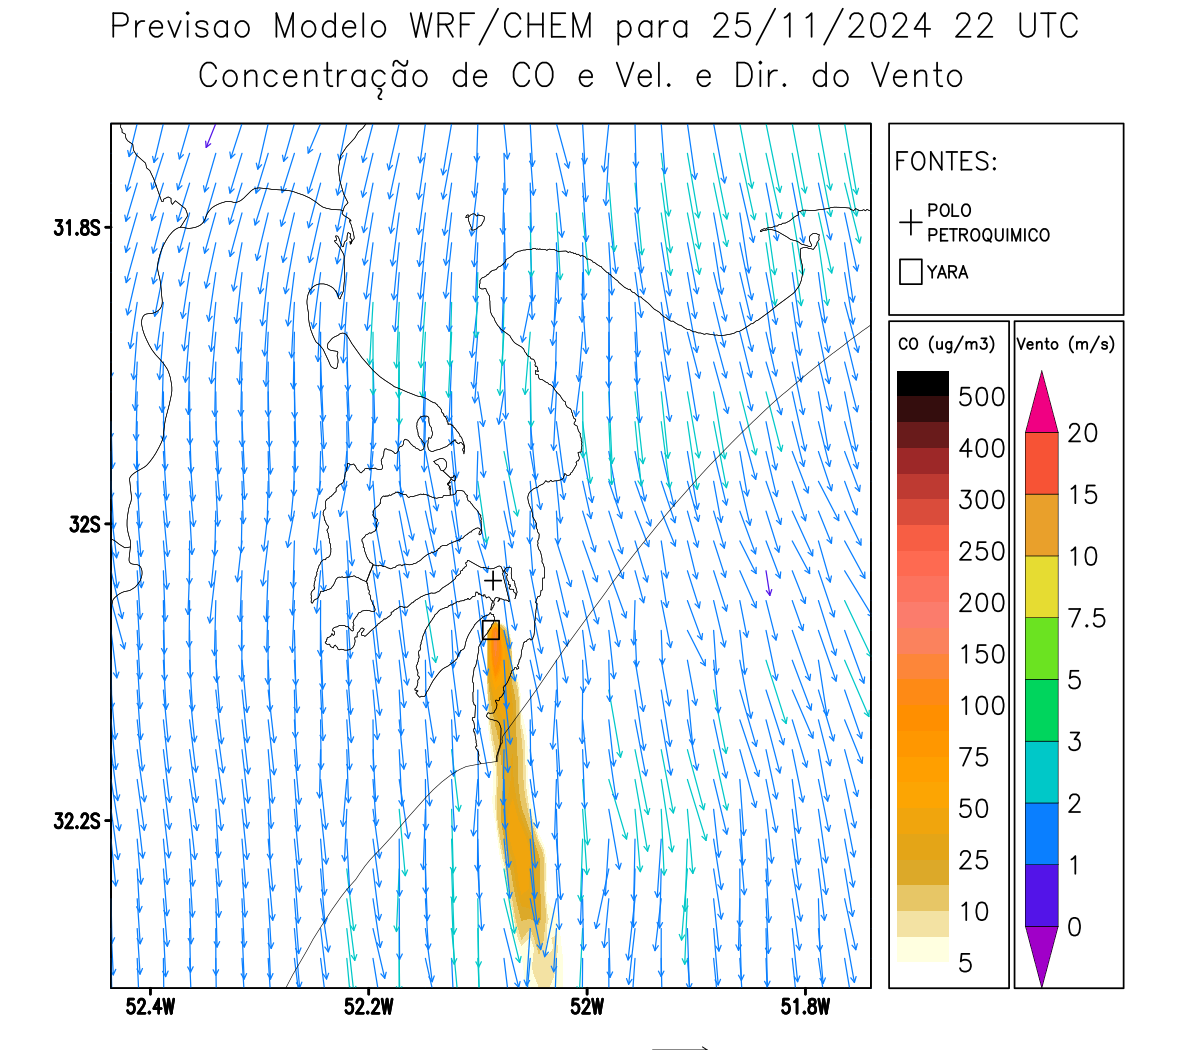 Previsao Modelo WRF/CHEM para 25/11/2024 22 UTC
Concentração de CO e Vel. e Dir. do Vento
FONTES:
POLO
PETROQUIMICO
YARA
CO (ug/m3)
500
400
300
250
200
150
100
75
50
25
10
5
Vento (m/s)
20
15
10
7.5
5
3
2
1
0
31.8S
32S
32.2S
52.4W
52.2W
52W
51.8W